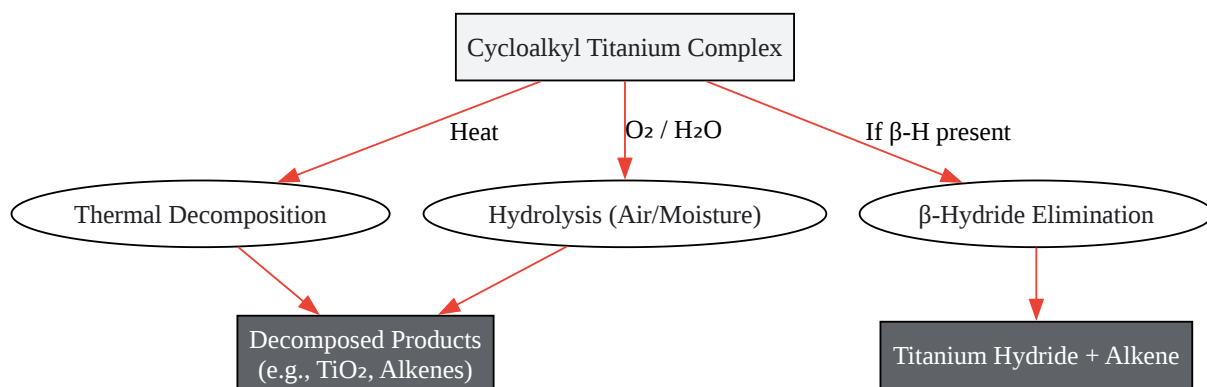 Cycloalkyl Titanium Complex
Heat
O₂ / H₂O
If β-H present
Thermal Decomposition
Hydrolysis (Air/Moisture)
β-Hydride Elimination
Decomposed Products
(e.g., TiO₂, Alkenes)
Titanium Hydride + Alkene